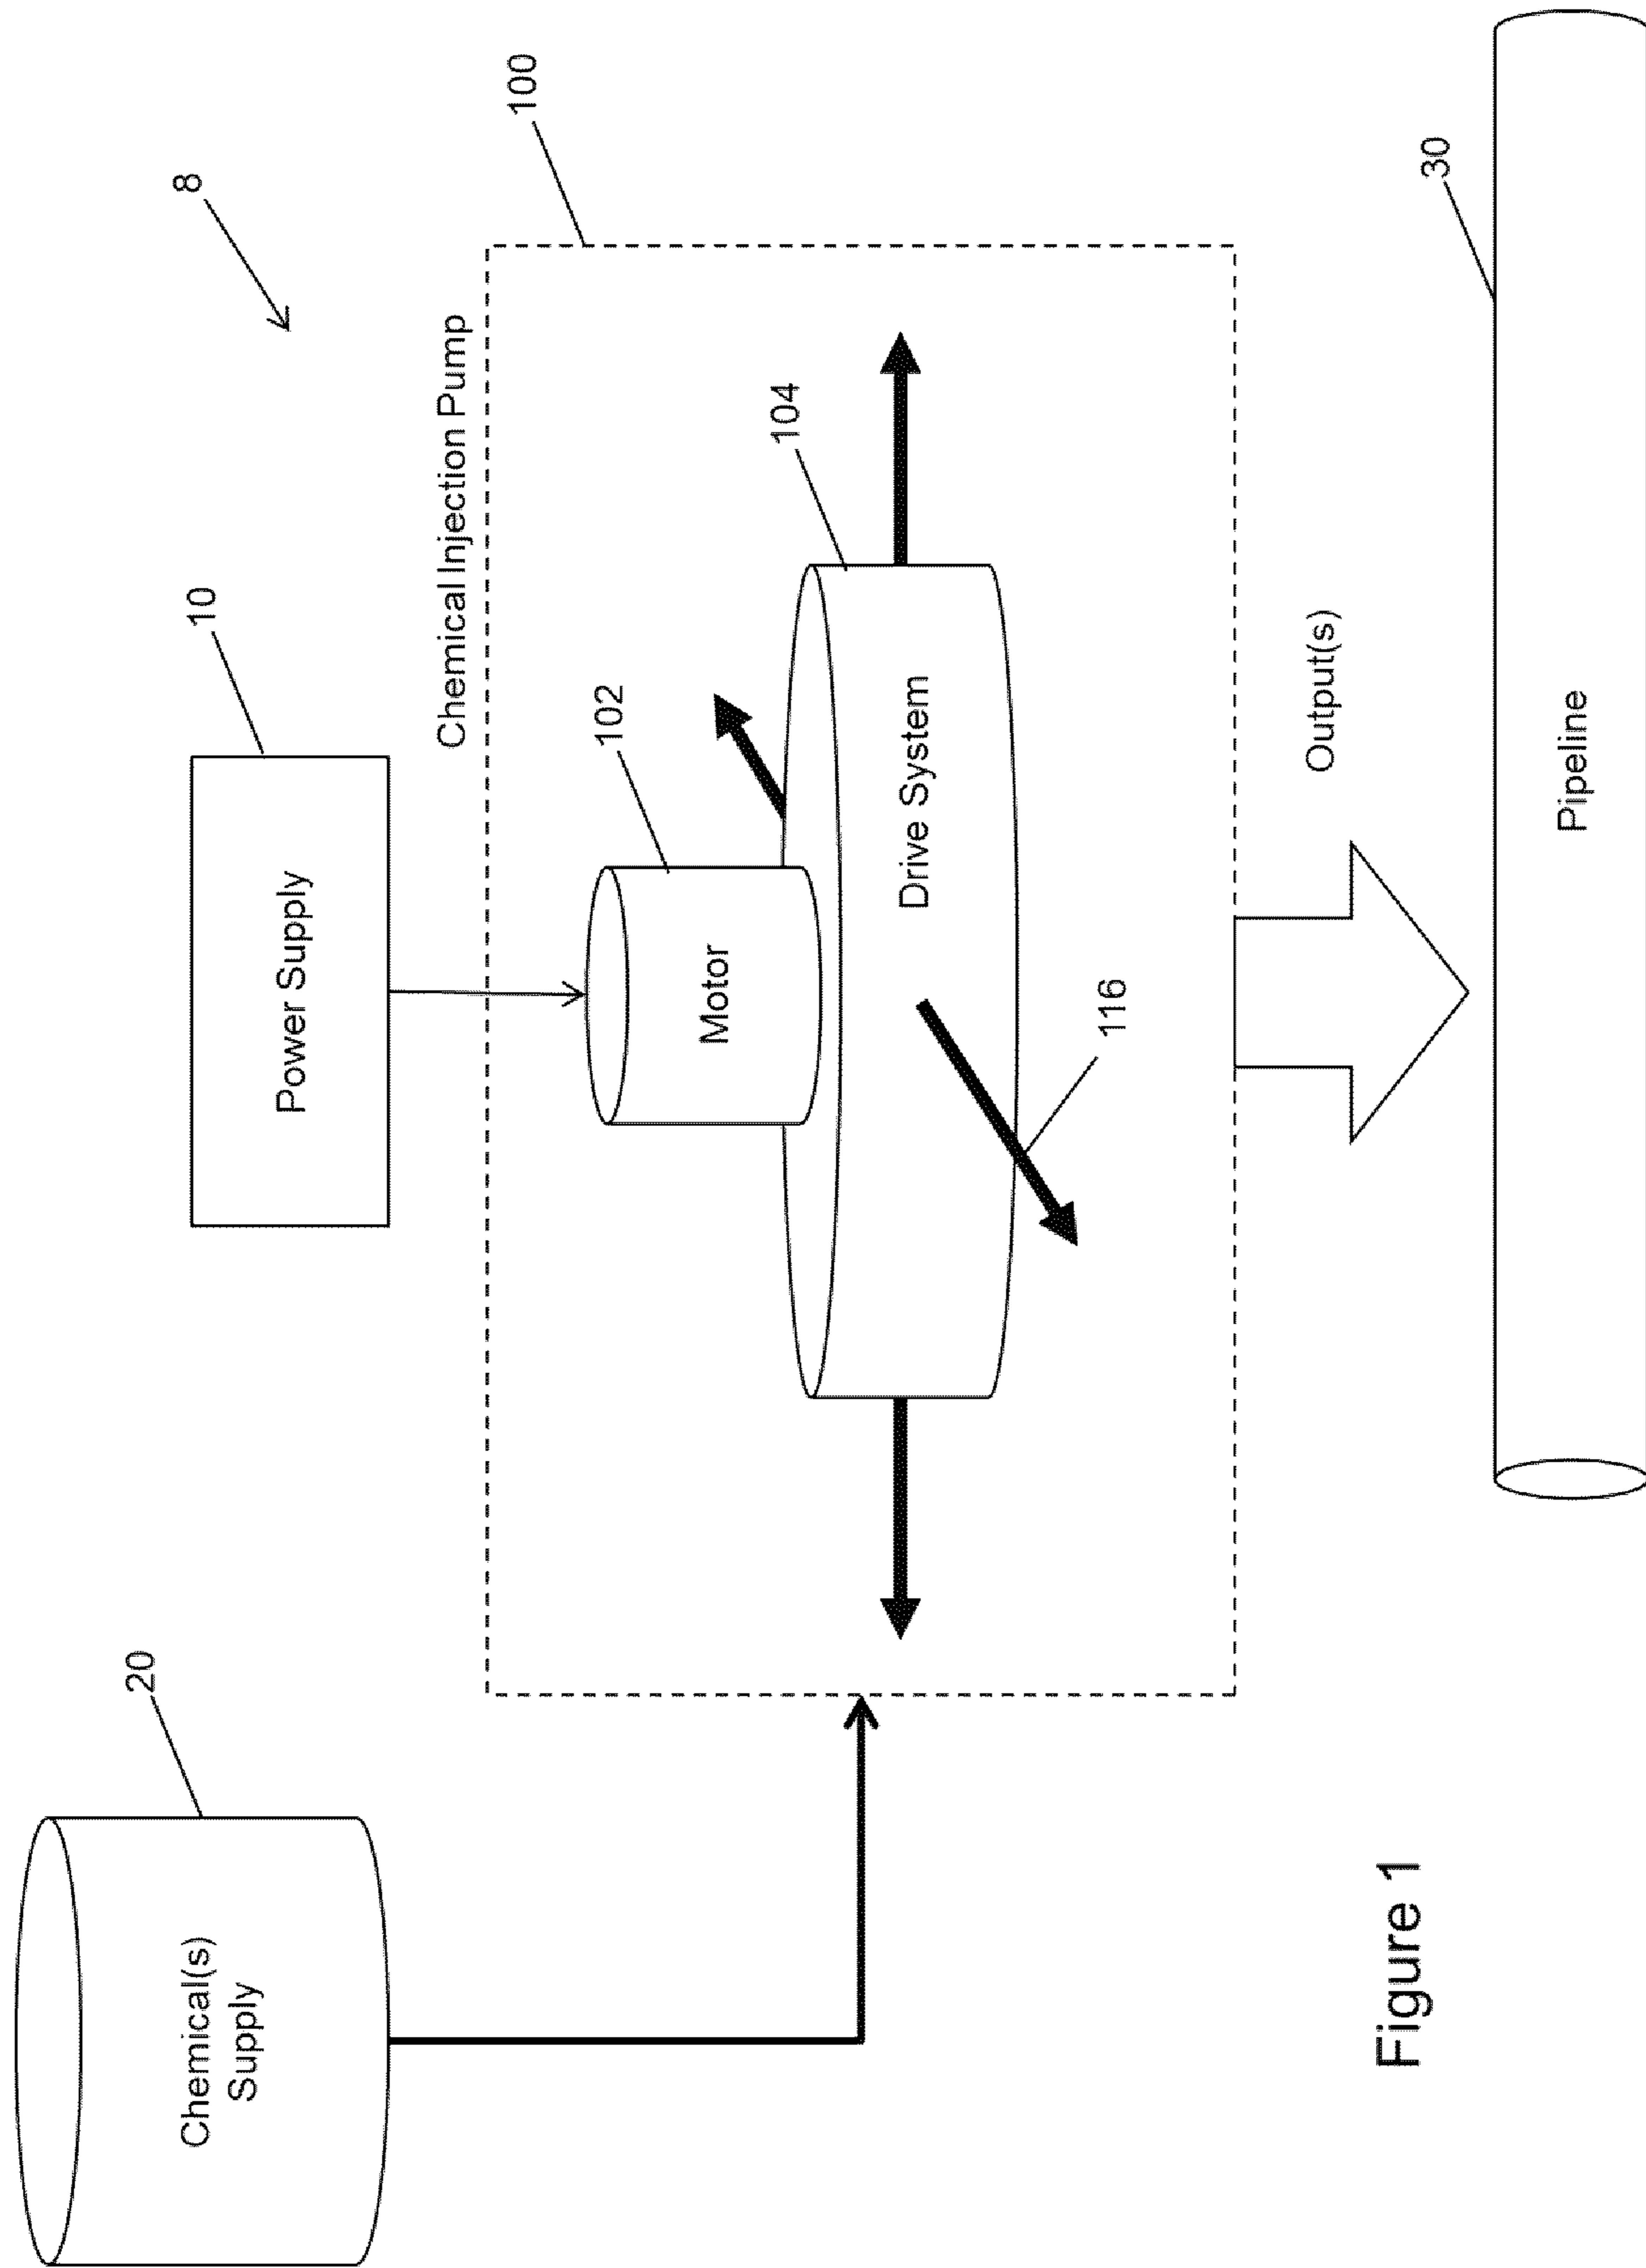 20
Chemical(s)
Supply
10
Power Supply
8
Chemical Injection Pump
100
102
Motor
104
Drive System
116
Output(s)
30
Pipeline
Figure 1